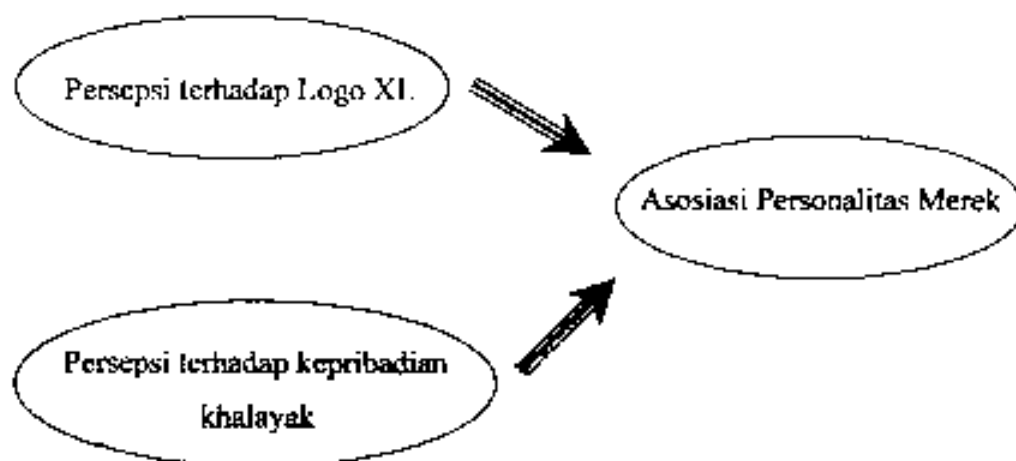 Persepsi terhadap Logo XL
Asosiasi Personalitas Merek
Persepsi terhadap kepribadian
khalayak